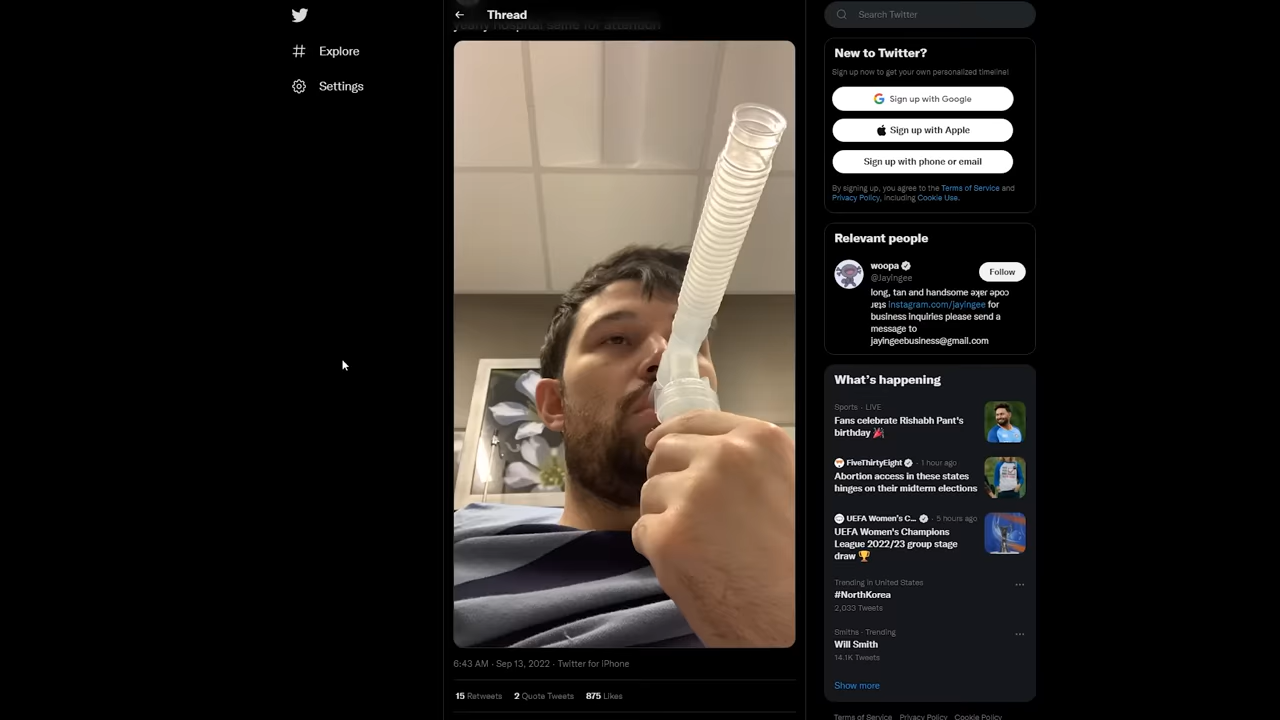 Thread
yearly hospital selfie for attention
Explore
Settings
6:43 AM · Sep 13, 2022 · Twitter for iPhone
15 Retweets 2 Quote Tweets 875 Likes
Search Twitter
New to Twitter?
Sign up now to get your own personalized timeline!
Sign up with Google
Sign up with Apple
Sign up with phone or email
By signing up, you agree to the Terms of Service and
Privacy Policy, including Cookie Use.
Relevant people
woopa
@Jayingee
Follow
long, tan and handsome ǝʞɐɾ ǝpoɔ
instagram.com/jayingee for
business inquiries please send a
message to
jayingeebusiness@gmail.com
What's happening
Sports · LIVE
Fans celebrate Rishabh Pant's
birthday 🎉
FiveThirtyEight · 1 hour ago
Abortion access in these states
hinges on their midterm elections
UEFA Women's C... · 5 hours ago
UEFA Women's Champions
League 2022/23 group stage
draw 🏆
Trending in United States
#NorthKorea
2,033 Tweets
Smiths · Trending
Will Smith
14.1K Tweets
Show more
Terms of Service Privacy Policy Cookie Policy